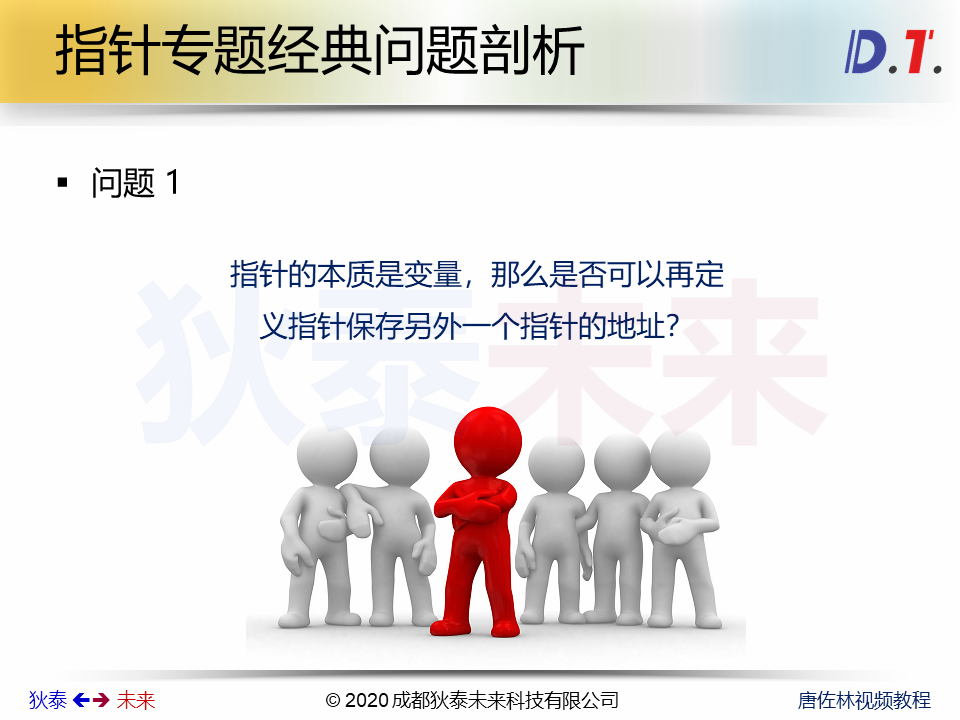 指针专题经典问题剖析
D.T.
问题 1
指针的本质是变量，那么是否可以再定
义指针保存另外一个指针的地址？
狄泰未来
狄泰 未来
© 2020 成都狄泰未来科技有限公司
唐佐林视频教程